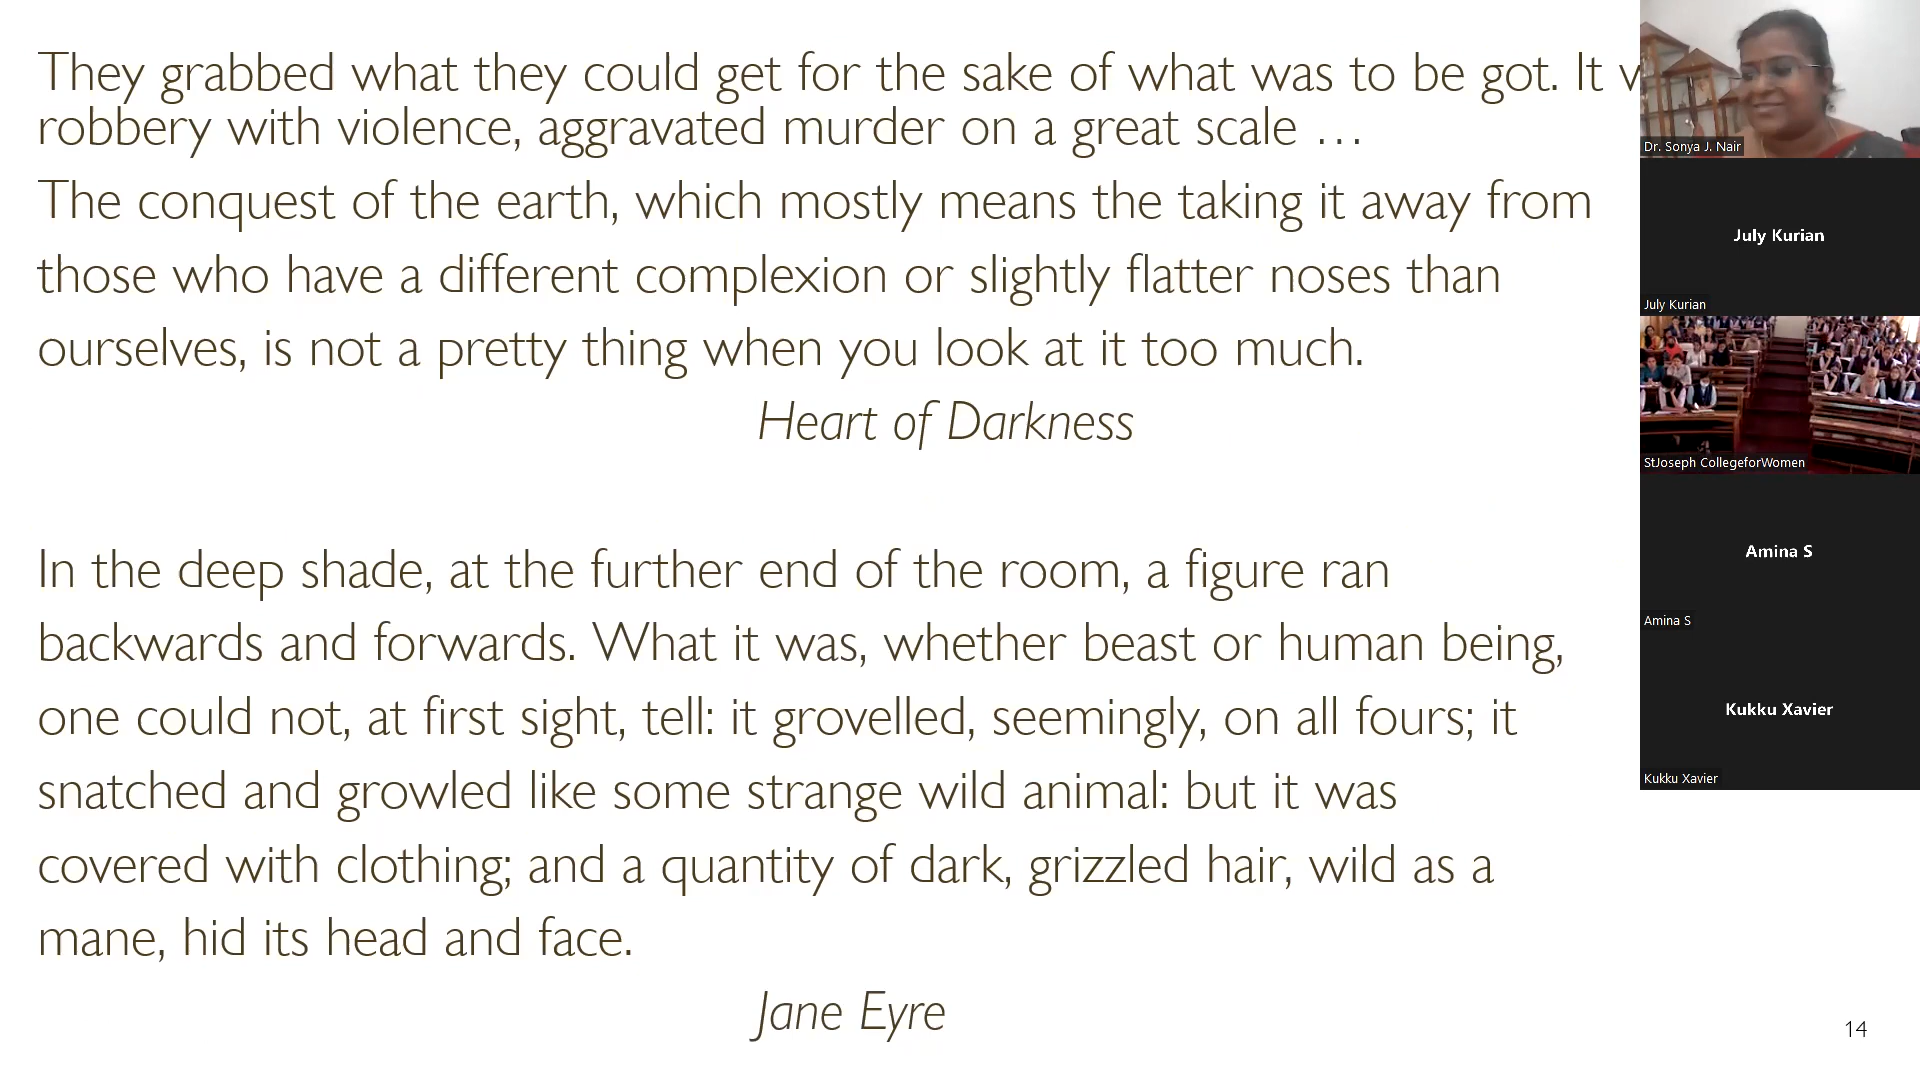 They grabbed what they could get for the sake of what was to be got. It
robbery with violence, aggravated murder on a great scale …
The conquest of the earth, which mostly means the taking it away from
those who have a different complexion or slightly flatter noses than
ourselves, is not a pretty thing when you look at it too much.
Heart of Darkness
In the deep shade, at the further end of the room, a figure ran
backwards and forwards. What it was, whether beast or human being,
one could not, at first sight, tell: it grovelled, seemingly, on all fours; it
snatched and growled like some strange wild animal: but it was
covered with clothing; and a quantity of dark, grizzled hair, wild as a
mane, hid its head and face.
Jane Eyre
14
Dr. Sonya J. Nair
July Kurian
July Kurian
StJoseph CollegeforWomen
Amina S
Amina S
Kukku Xavier
Kukku Xavier